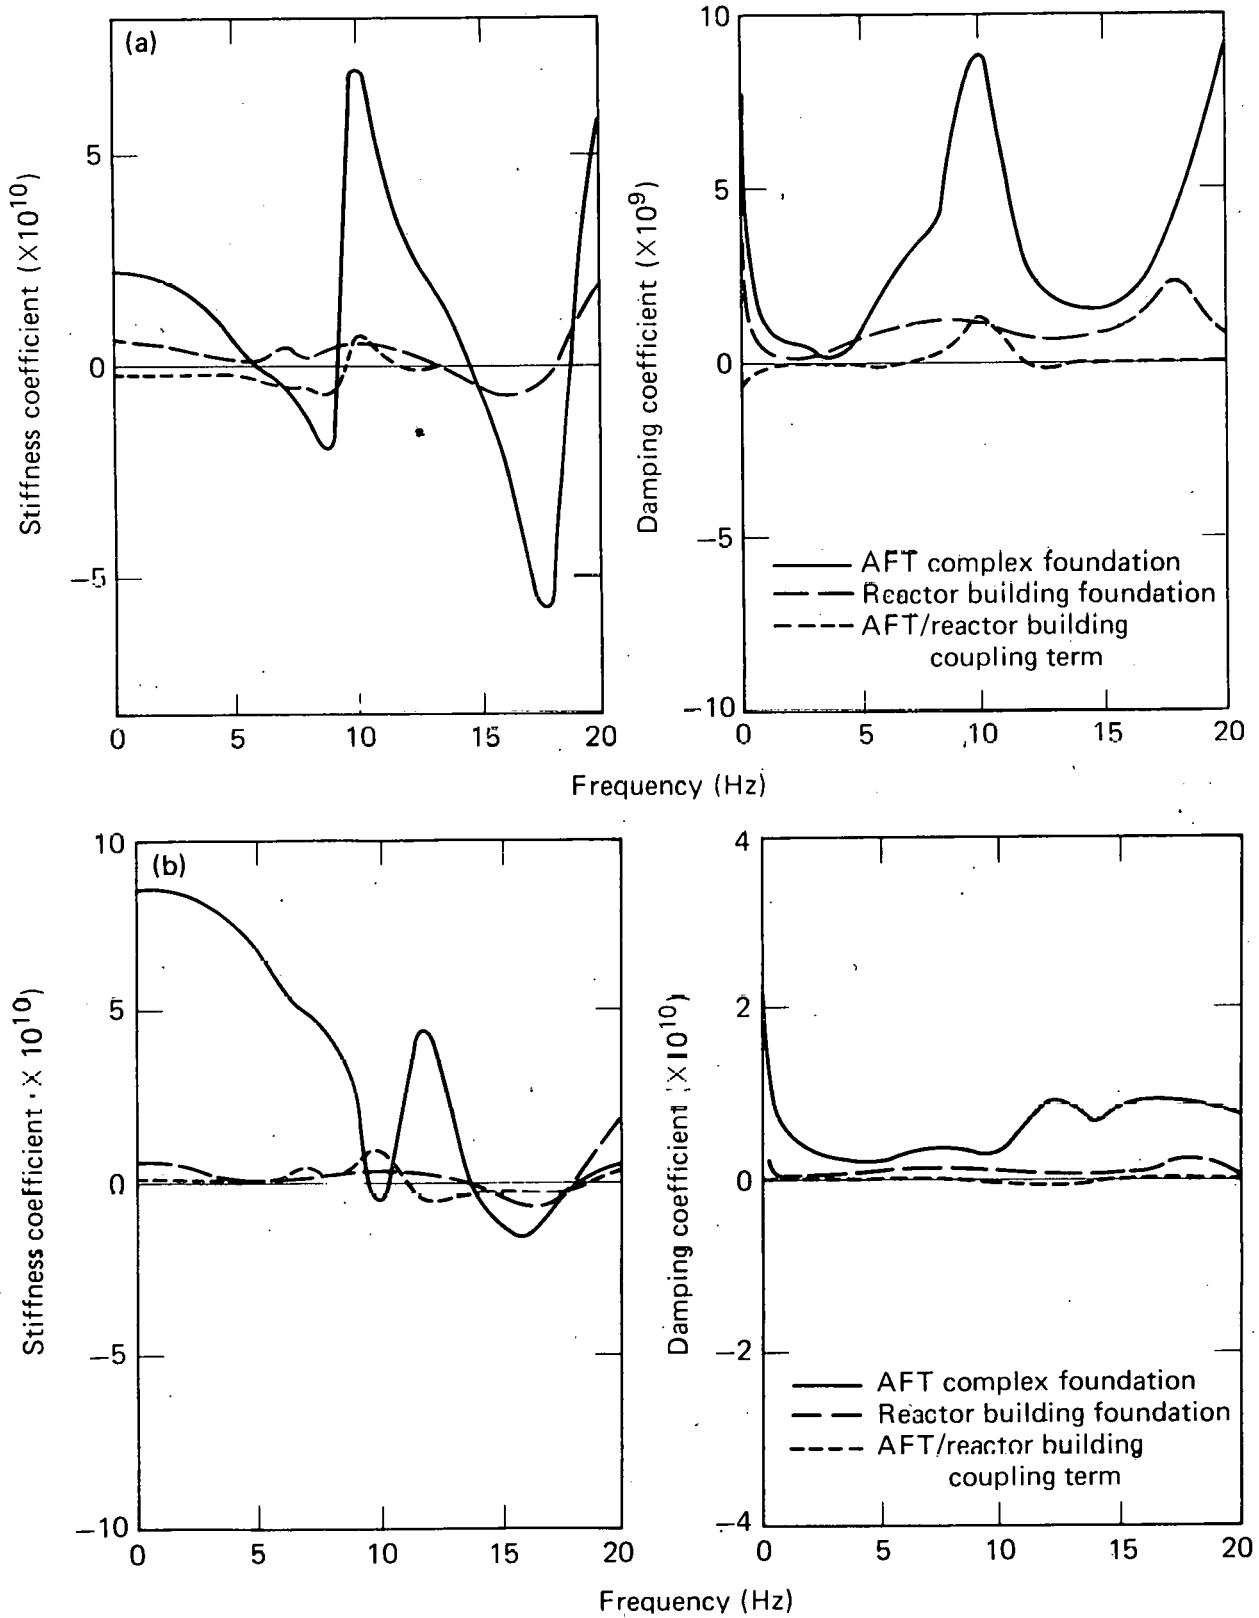 (a)
Stiffness coefficient (X10¹⁰)
5
0
−5
0 5 10 15 20
Damping coefficient (X10⁹)
10
5
0
−5
−10
AFT complex foundation
Reactor building foundation
AFT/reactor building
coupling term
0 5 10 15 20
Frequency (Hz)
(b)
Stiffness coefficient · X 10¹⁰)
10
5
0
−5
−10
0 5 10 15 20
Damping coefficient (X10¹⁰)
4
2
0
−2
−4
AFT complex foundation
Reactor building foundation
AFT/reactor building
coupling term
0 5 10 15 20
Frequency (Hz)